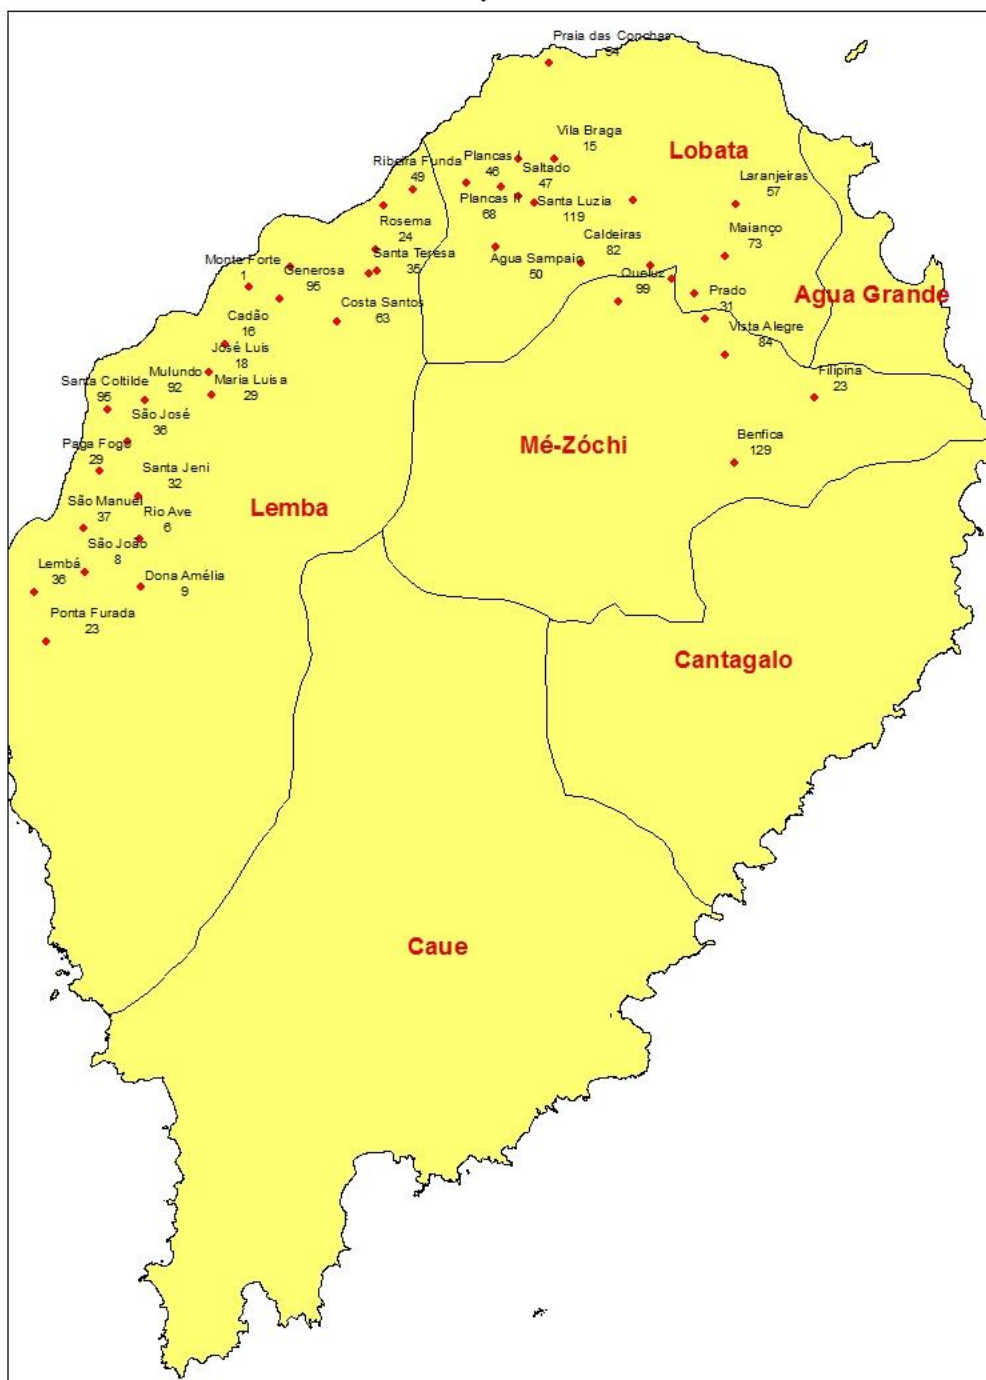 Praia das Conchas
54
Vila Braga
15
Lobata
Plancas I
46
Ribeira Funda
49
Saltado
47
Laranjeiras
57
Plancas II
68
Santa Luzia
119
Rosema
24
Caldeiras
82
Maianço
73
Santa Teresa
35
Agua Sampaio
50
Monte Forte
1
Generosa
95
Queluz
99
Prado
31
Agua Grande
Costa Santos
63
Cadão
16
Vista Alegre
84
José Luis
18
Mulundo
92
Maria Luisa
29
Filipina
23
Santa Coltilde
95
São José
36
Mé-Zóchi
Benfica
129
Paga Fogo
29
Santa Jeni
32
São Manuel
37
Rio Ave
6
Lemba
São João
8
Lembá
36
Dona Amélia
9
Ponta Furada
23
Cantagalo
Caue